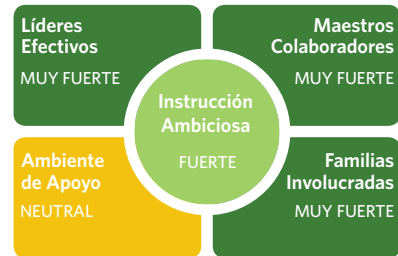 Líderes
Efectivos
MUY FUERTE
Maestros
Colaboradores
MUY FUERTE
Instrucción
Ambiciosa
FUERTE
Ambiente
de Apoyo
NEUTRAL
Familias
Involucradas
MUY FUERTE